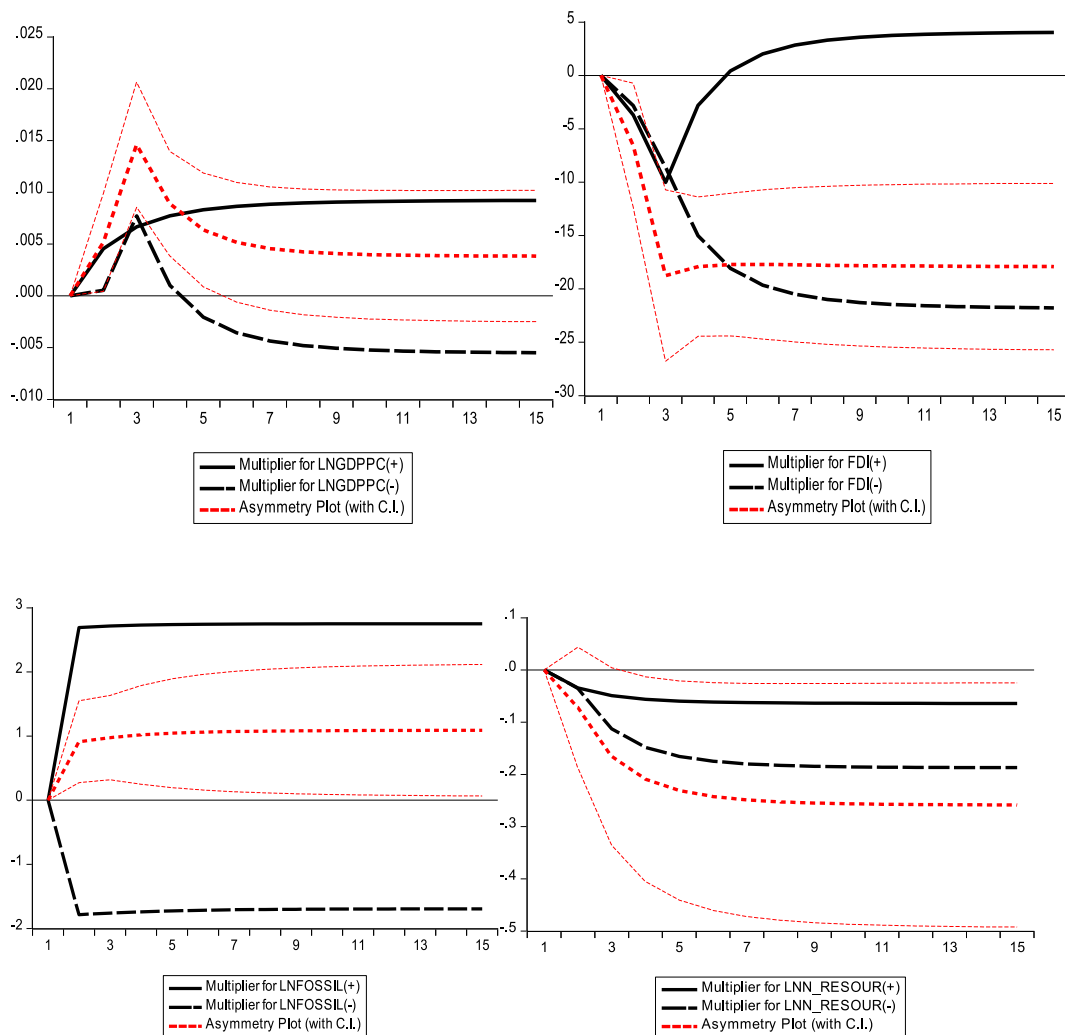 .025
.020
.015
.010
.005
.000
-.005
-.010
1 3 5 7 9 11 13 15
Multiplier for LNGDPPC(+)
Multiplier for LNGDPPC(-)
Asymmetry Plot (with C.I.)
5
0
-5
-10
-15
-20
-25
-30
1 3 5 7 9 11 13 15
Multiplier for FDI(+)
Multiplier for FDI(-)
Asymmetry Plot (with C.I.)
3
2
1
0
-1
-2
1 3 5 7 9 11 13 15
Multiplier for LNFOSSIL(+)
Multiplier for LNFOSSIL(-)
Asymmetry Plot (with C.I.)
.1
.0
-.1
-.2
-.3
-.4
-.5
1 3 5 7 9 11 13 15
Multiplier for LNN_RESOUR(+)
Multiplier for LNN_RESOUR(-)
Asymmetry Plot (with C.I.)